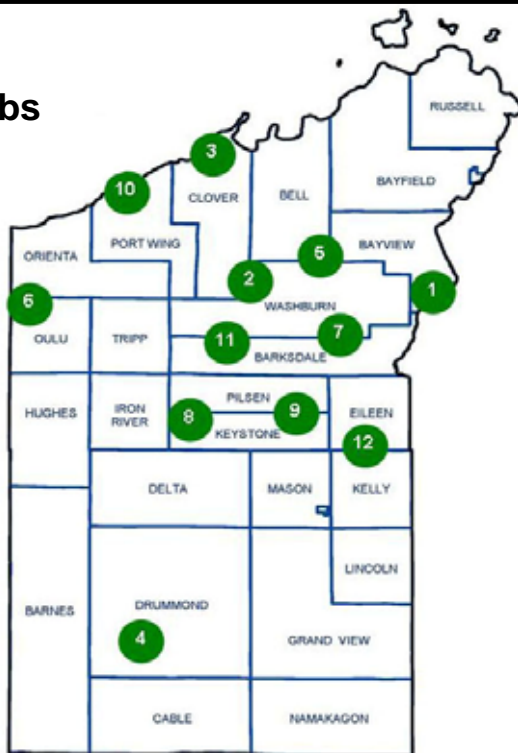 bs
RUSSELL
3
10
CLOVER
BELL
BAYFIELD
ORIENTA
PORT WING
5
BAYVIEW
2
1
6
WASHBURN
OULU
TRIPP
11
7
BARKSDALE
HUGHES
IRON
RIVER
8
PILSEN
9
KEYSTONE
EILEEN
12
DELTA
MASON
KELLY
LINCOLN
BARNES
DRUMMOND
4
GRAND VIEW
CABLE
NAMAKAGON